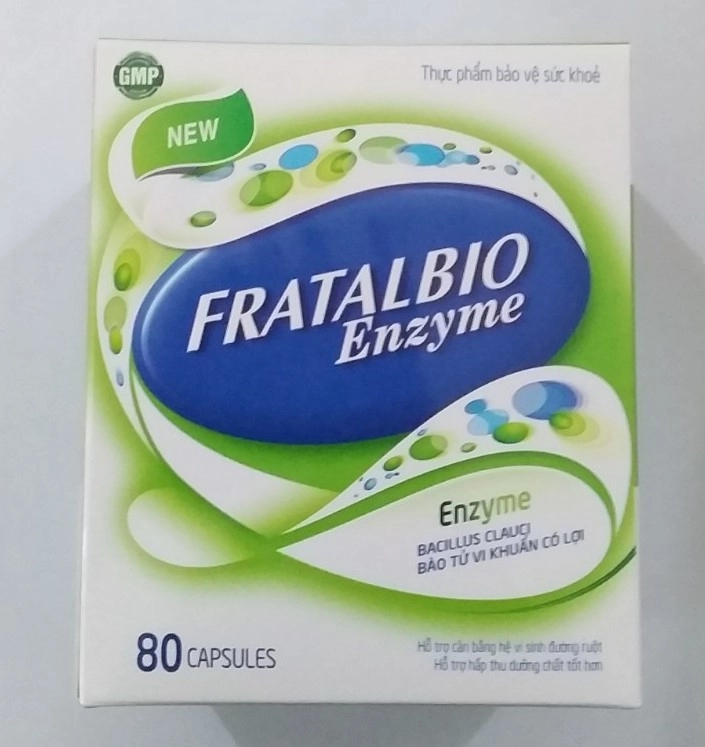 GMP
Thực phẩm bảo vệ sức khoẻ
NEW
FRATALBIO
Enzyme
Enzyme
BACILLUS CLAUCI
BÀO TỬ VI KHUẨN CÓ LỢI
80 CAPSULES
Hỗ trợ cân bằng hệ vi sinh đường ruột
Hỗ trợ hấp thu dưỡng chất tốt hơn